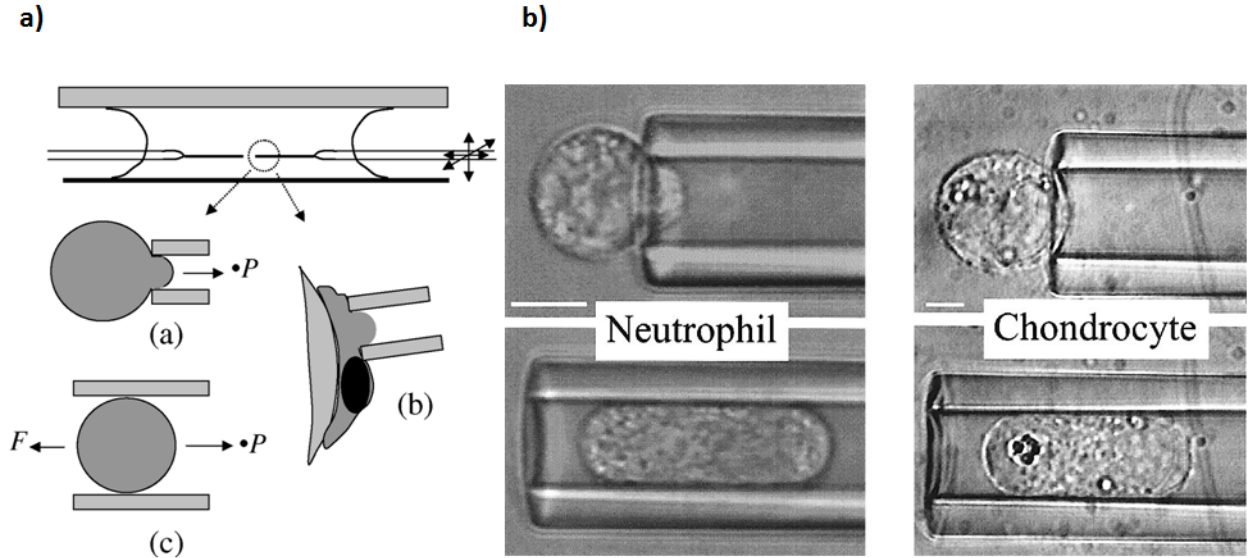 a)
b)
•P
(a)
(b)
F
•P
(c)
Neutrophil
Chondrocyte